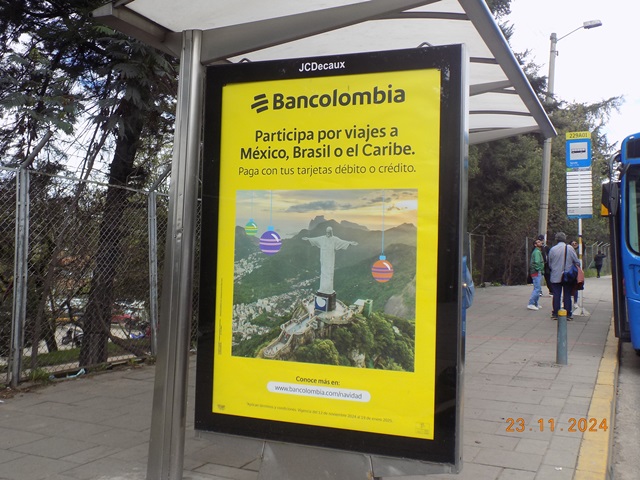 JCDecaux
Bancolombia
Participa por viajes a
México, Brasil o el Caribe.
Paga con tus tarjetas débito o crédito.
Conoce más en:
www.bancolombia.com/navidad
229A01
23.11.2024